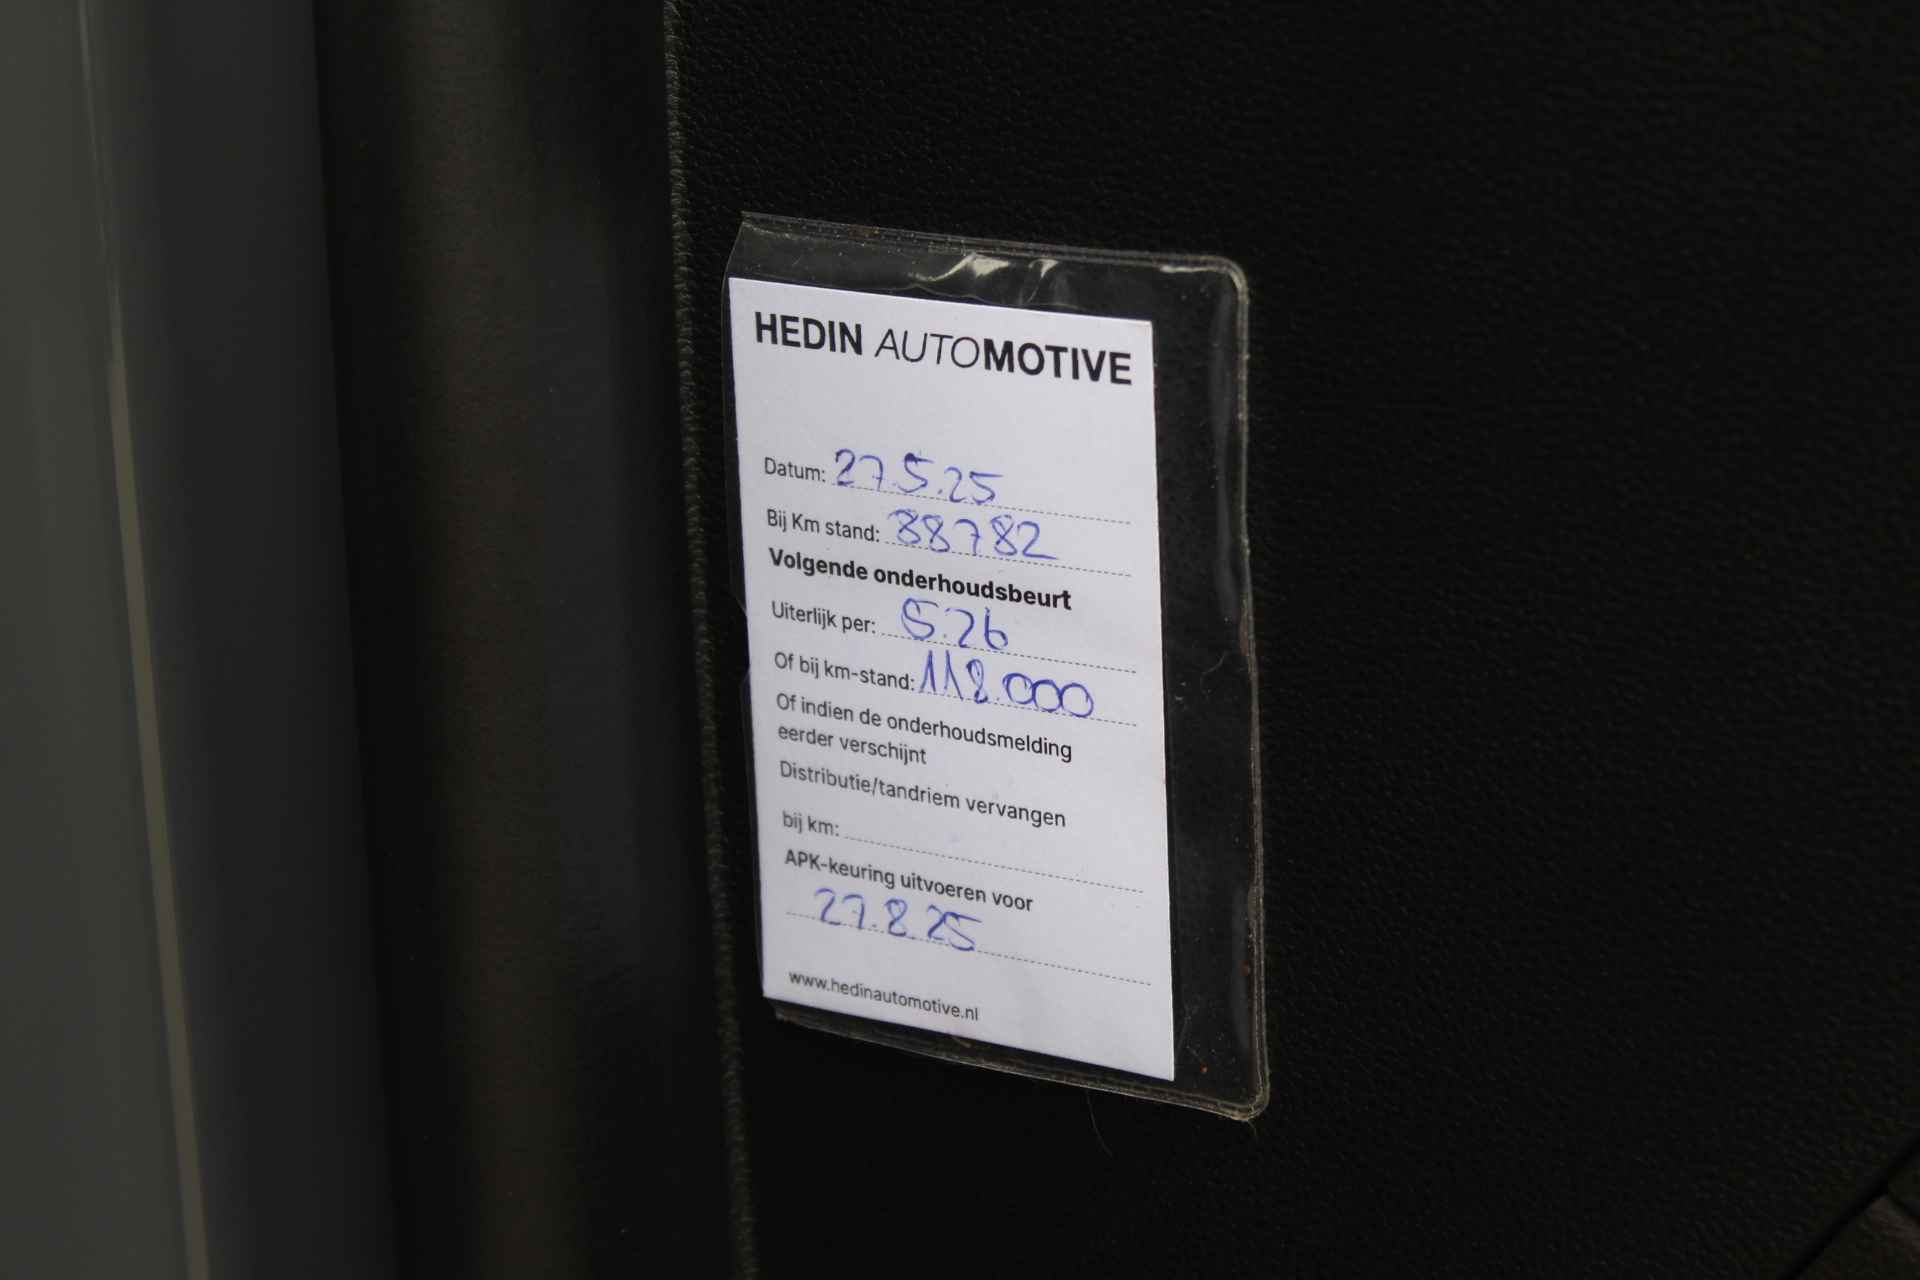 HEDIN AUTOMOTIVE
Datum: 27.5.25
Bij Km stand: 88782
Volgende onderhoudsbeurt
Uiterlijk per: 5.26
Of bij km-stand: 118.000
Of indien de onderhoudsmelding
eerder verschijnt
Distributie/tandriem vervangen
bij km:
APK-keuring uitvoeren voor
27.8.25
www.hedinautomotive.nl